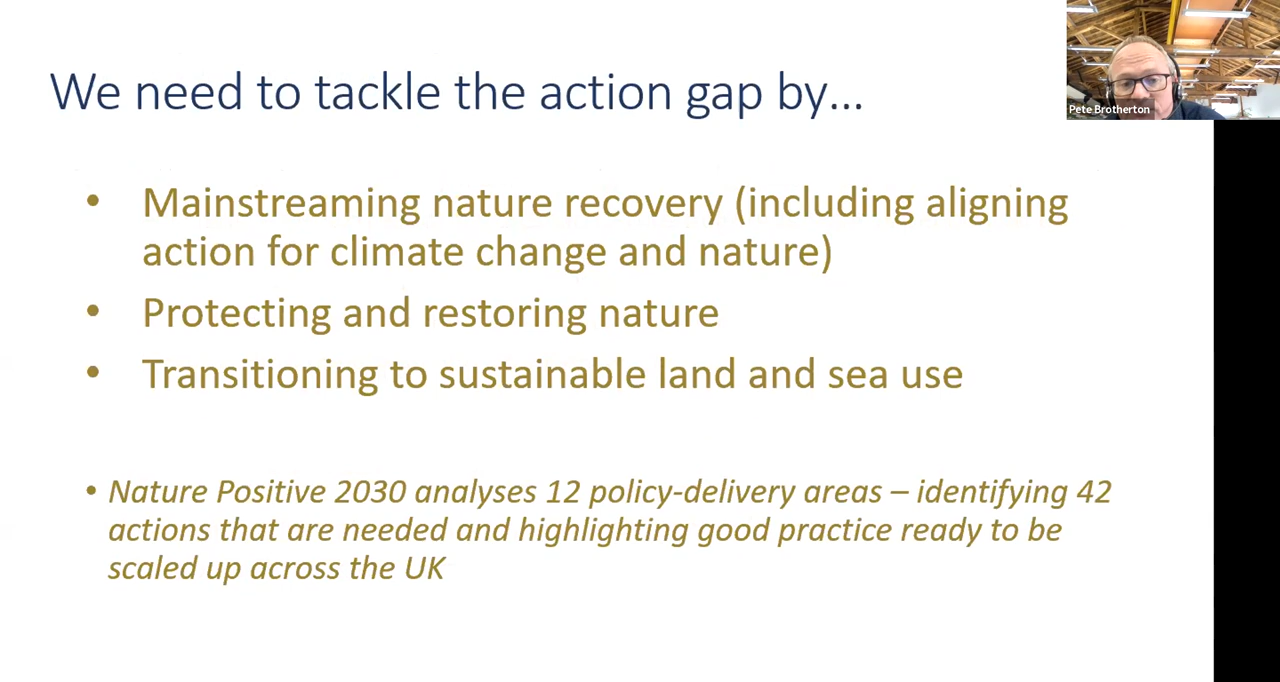 We need to tackle the action gap by...
Pete Brotherton
• Mainstreaming nature recovery (including aligning
action for climate change and nature)
• Protecting and restoring nature
• Transitioning to sustainable land and sea use
• Nature Positive 2030 analyses 12 policy-delivery areas – identifying 42
actions that are needed and highlighting good practice ready to be
scaled up across the UK